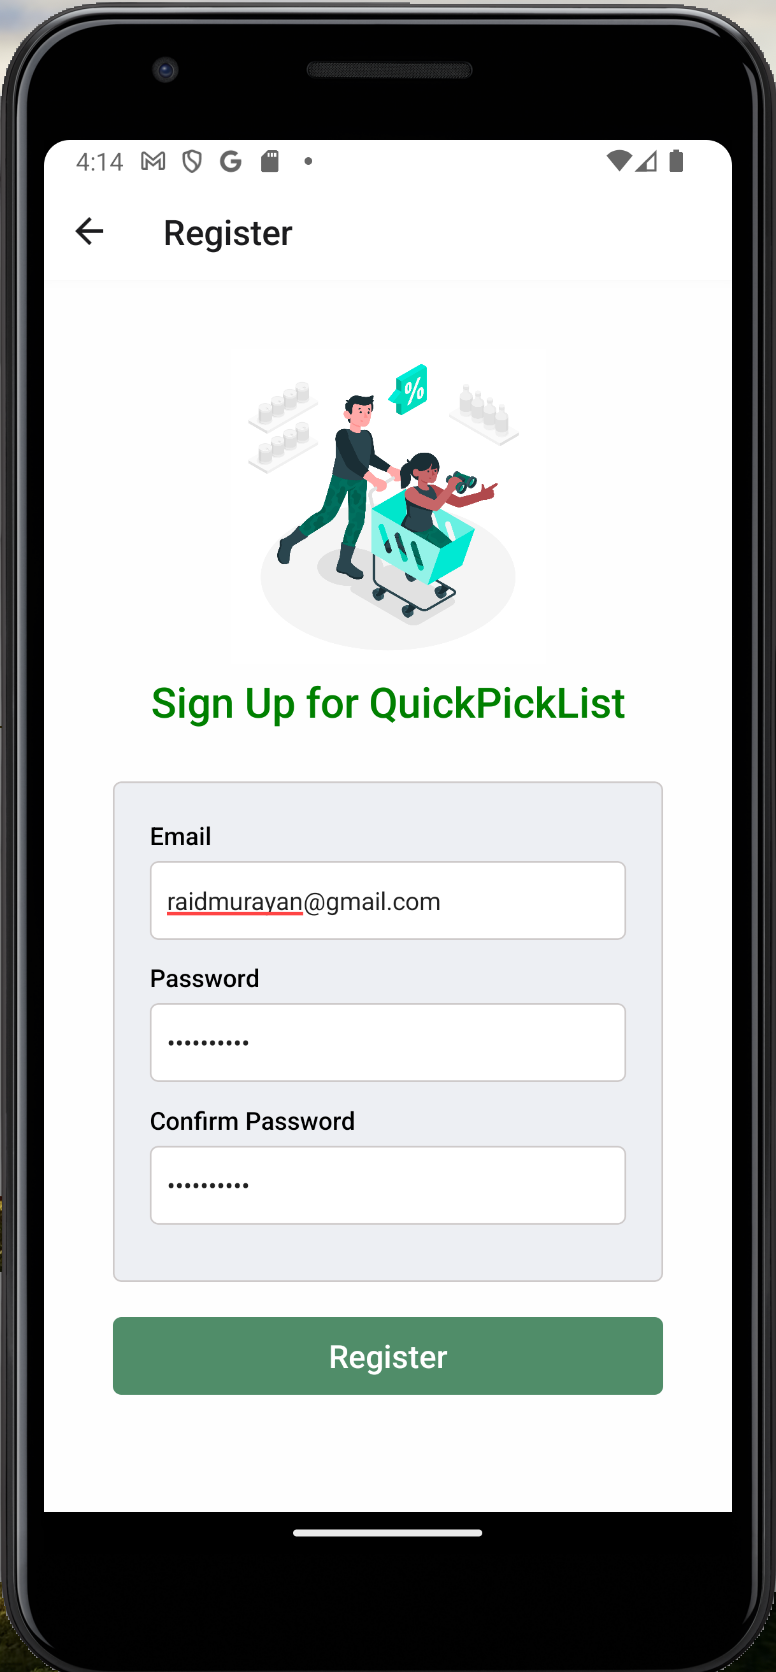 4:14
Register
%
Sign Up for QuickPickList
Email
raidmurayan@gmail.com
Password
••••••••••
Confirm Password
••••••••••
Register